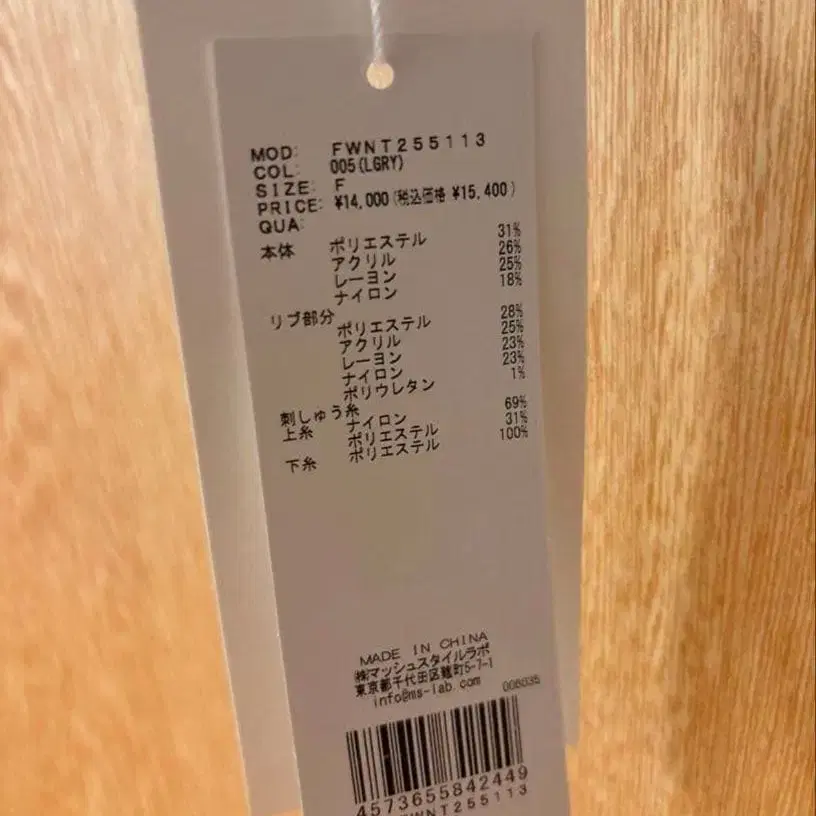 MOD: FWNT255113
COL: 005(LGRY)
SIZE: F
PRICE: ¥14,000(税込価格 ¥15,400)
QUA:
本体 ポリエステル 31%
アクリル 26%
レーヨン 25%
ナイロン 18%
リブ部分
ポリエステル 28%
アクリル 25%
レーヨン 23%
ナイロン 23%
ポリウレタン 1%
刺しゅう糸
上糸 ナイロン 69%
ポリエステル 31%
下糸 ポリエステル 100%
MADE IN CHINA
㈱マッシュスタイルラボ
東京都千代田区麹町5-7-1
info@ms-lab.com 006035
4573655842449
FWNT255113